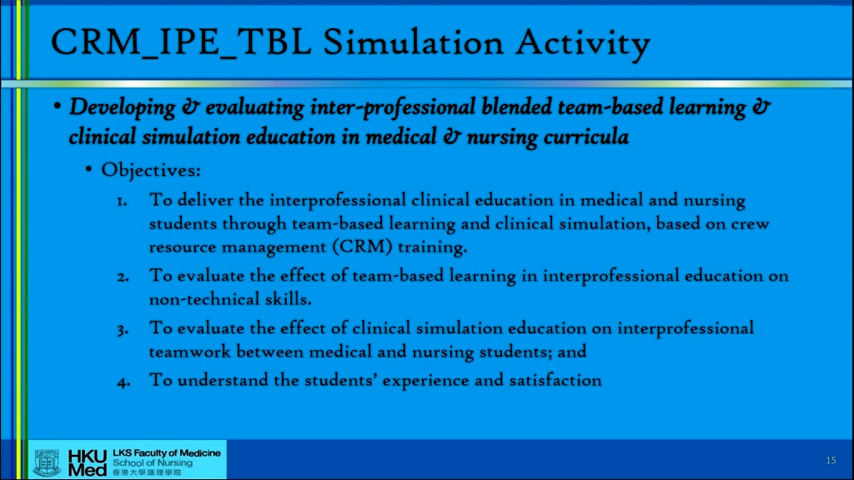 CRM_IPE_TBL Simulation Activity
• Developing & evaluating inter-professional blended team-based learning &
clinical simulation education in medical & nursing curricula
• Objectives:
1. To deliver the interprofessional clinical education in medical and nursing
students through team-based learning and clinical simulation, based on crew
resource management (CRM) training.
2. To evaluate the effect of team-based learning in interprofessional education on
non-technical skills.
3. To evaluate the effect of clinical simulation education on interprofessional
teamwork between medical and nursing students; and
4. To understand the students' experience and satisfaction
HKU
Med
LKS Faculty of Medicine
School of Nursing
香港大學護理學院
15